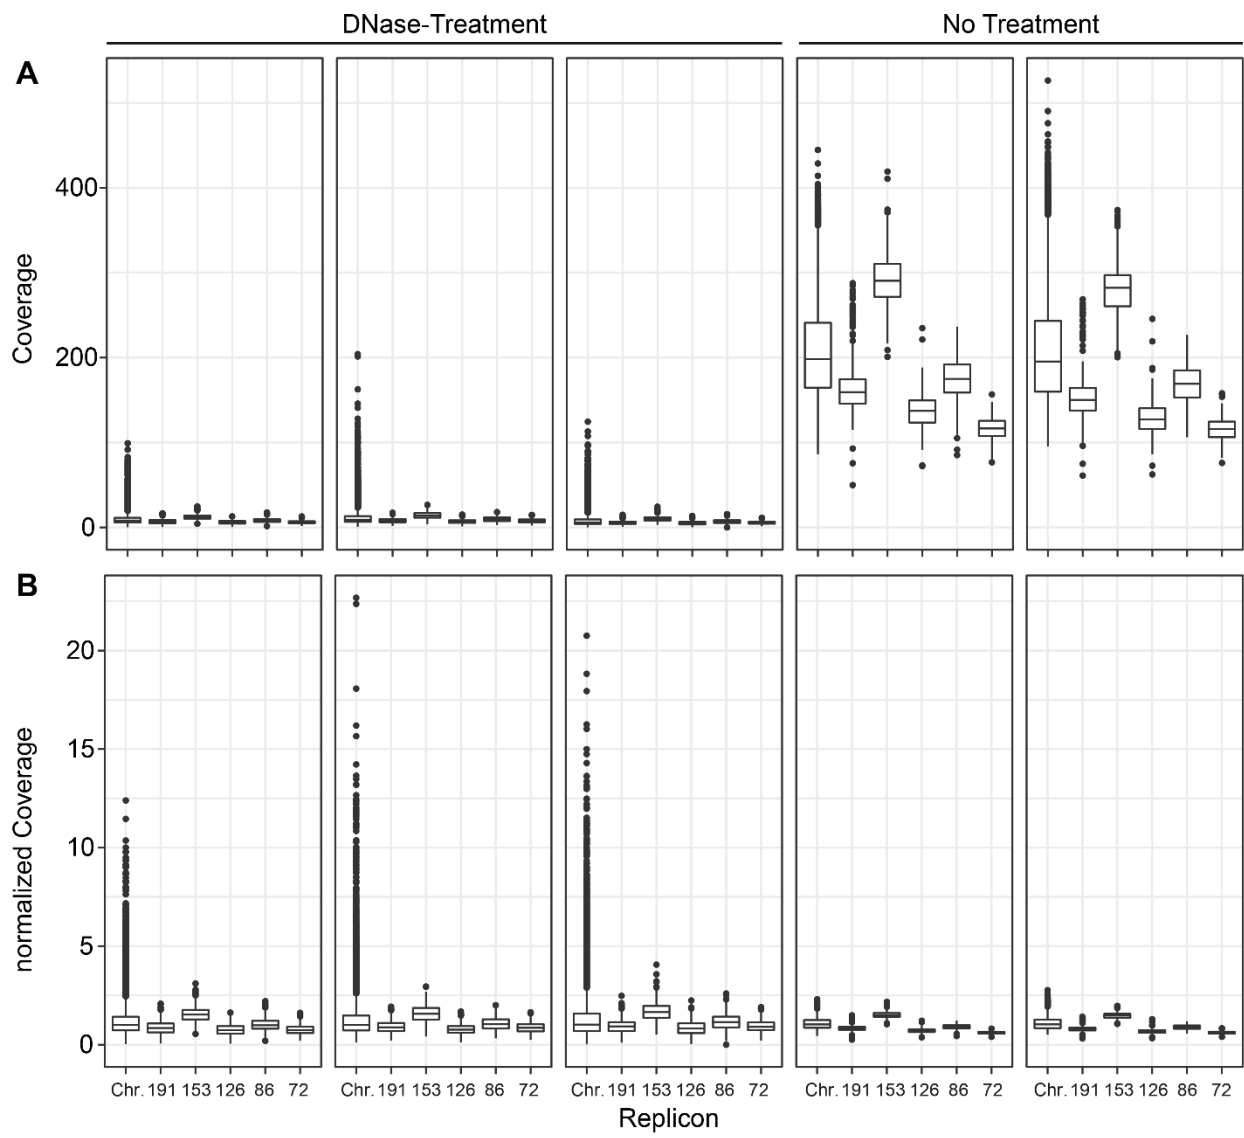 DNase-Treatment No Treatment
A
Coverage
400
200
0
B
normalized Coverage
20
15
10
5
0
Chr. 191 153 126 86 72 Chr. 191 153 126 86 72 Chr. 191 153 126 86 72 Chr. 191 153 126 86 72 Chr. 191 153 126 86 72
Replicon